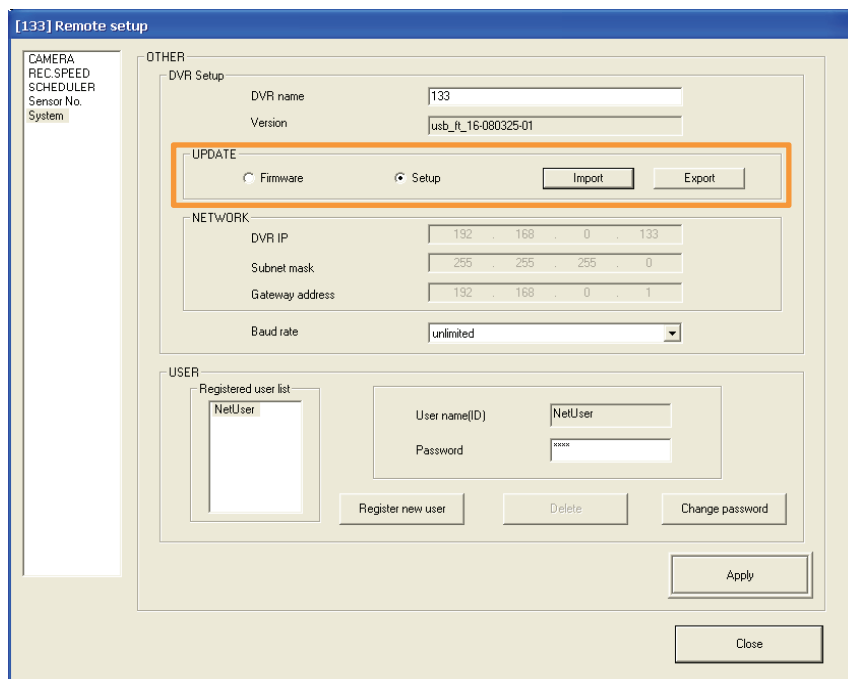 [133] Remote setup
CAMERA
REC.SPEED
SCHEDULER
Sensor No.
System
OTHER
DVR Setup
DVR name 133
Version usb_ft_16-080325-01
UPDATE
Firmware Setup Import Export
NETWORK
DVR IP 192 . 168 . 0 . 133
Subnet mask 255 . 255 . 255 . 0
Gateway address 192 . 168 . 0 . 1
Baud rate unlimited
USER
Registered user list
NetUser
User name(ID) NetUser
Password ××××
Register new user Delete Change password
Apply
Close